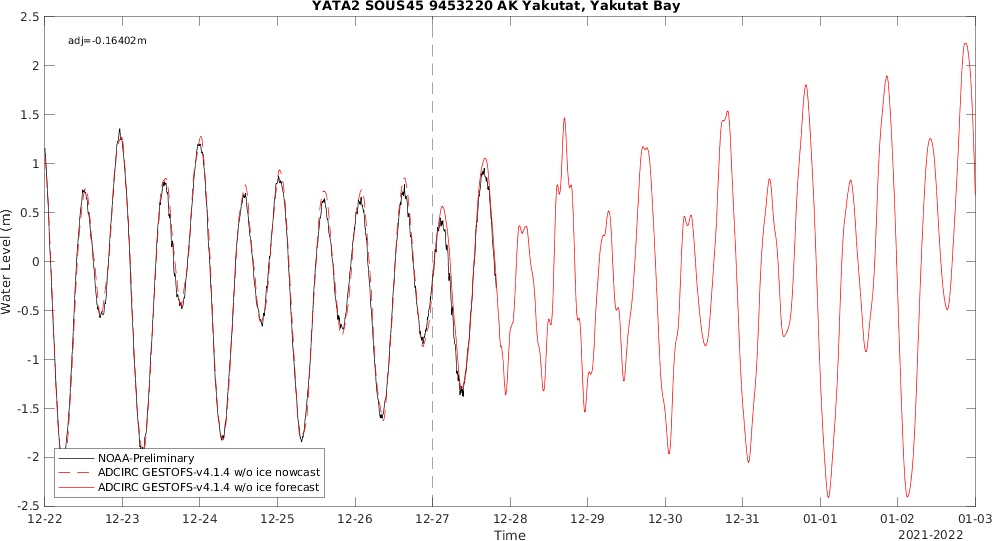 YATA2 SOUS45 9453220 AK Yakutat, Yakutat Bay
adj=-0.16402m
2.5
2
1.5
1
0.5
0
-0.5
-1
-1.5
-2
-2.5
Water Level (m)
NOAA-Preliminary
ADCIRC GESTOFS-v4.1.4 w/o ice nowcast
ADCIRC GESTOFS-v4.1.4 w/o ice forecast
12-22 12-23 12-24 12-25 12-26 12-27 12-28 12-29 12-30 12-31 01-01 01-02 01-03
Time
2021-2022